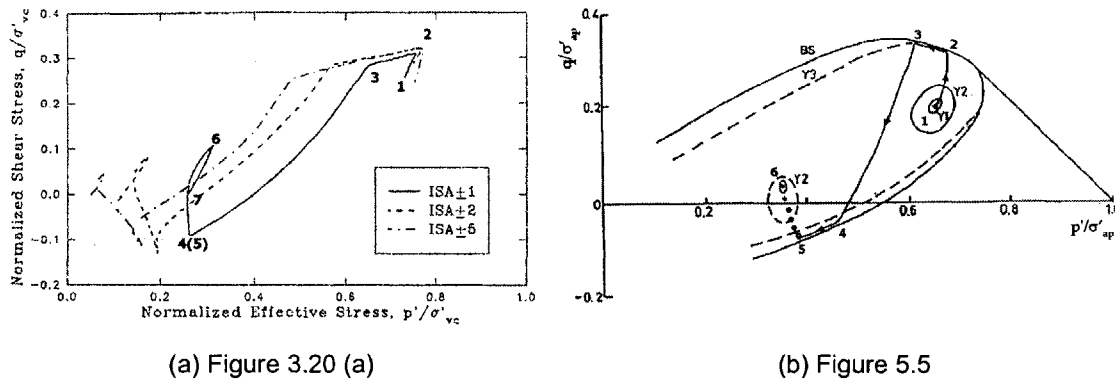 Normalized Shear Stress, q/σ'vc
0.4
0.3
0.2
0.1
0.0
-0.1
-0.2
0.0
0.2
0.4
0.6
0.8
1.0
Normalized Effective Stress, p'/σ'vc
2
3
1
6
7
4(5)
ISA±1
ISA±2
ISA±5
(a) Figure 3.20 (a)
q/σ'ap
0.4
0.2
0
-0.2
0.2
0.4
0.6
0.8
1.0
p'/σ'ap
BS
Y3
3
2
Y2
1
Y1
6
Y2
4
5
(b) Figure 5.5